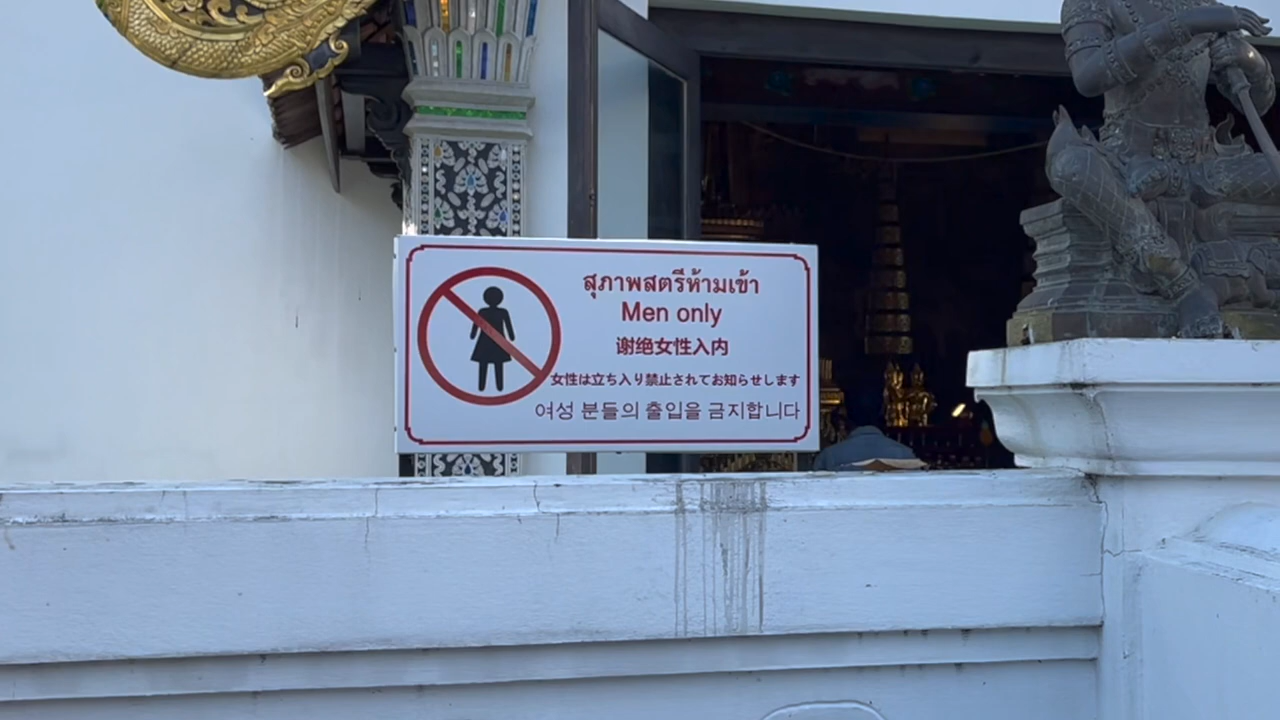 สุภาพสตรีห้ามเข้า
Men only
谢绝女性入内
女性は立ち入り禁止されてお知らせします
여성 분들의 출입을 금지합니다